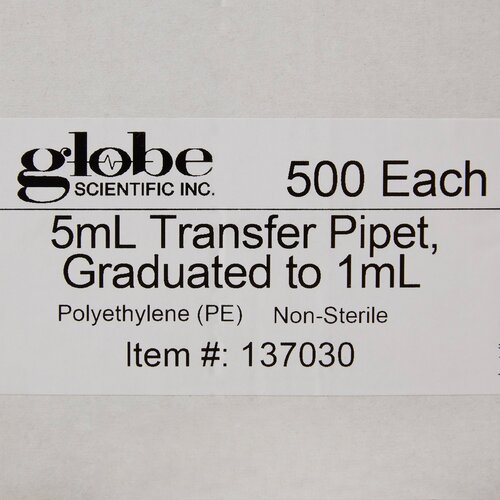 globe
SCIENTIFIC INC.
500 Each
5mL Transfer Pipet,
Graduated to 1mL
Polyethylene (PE) Non-Sterile
Item #: 137030